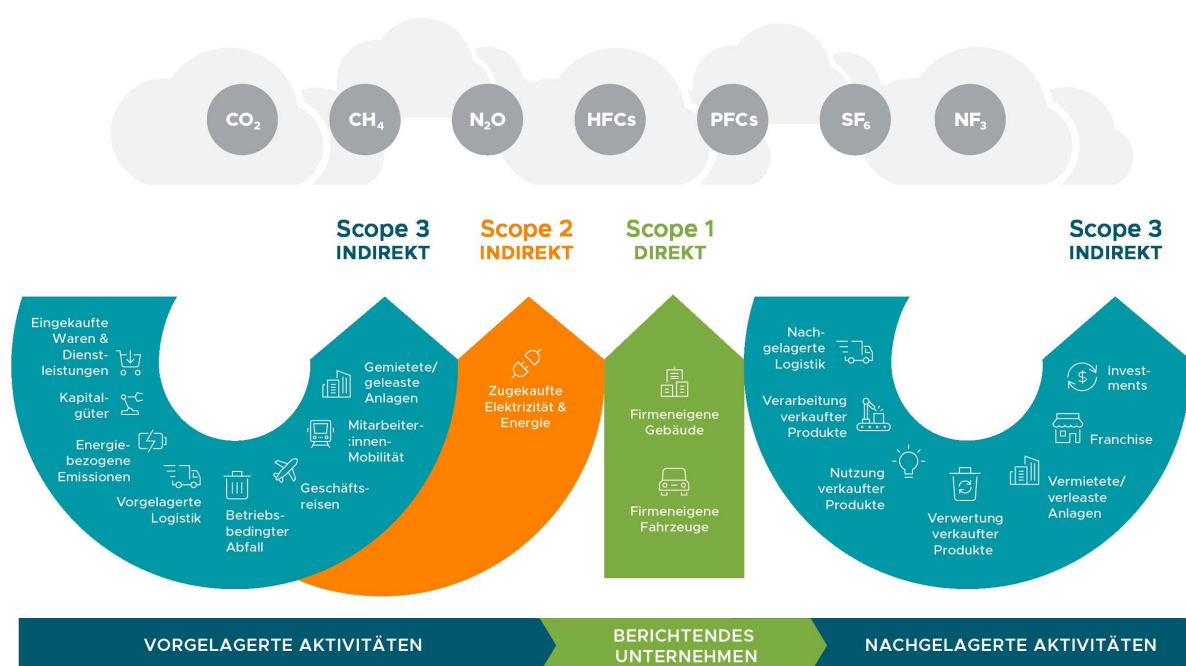 CO₂
CH₄
N₂O
HFCs
PFCs
SF₆
NF₃
Scope 3
INDIREKT
Scope 2
INDIREKT
Scope 1
DIREKT
Scope 3
INDIREKT
Eingekaufte
Waren &
Dienst-
leistungen
Kapital-
güter
Energie-
bezogene
Emissionen
Vorgelagerte
Logistik
Betriebs-
bedingter
Abfall
Geschäfts-
reisen
Mitarbeiter-
:innen-
Mobilität
Gemietete/
geleaste
Anlagen
Zugekaufte
Elektrizität &
Energie
Firmeneigene
Gebäude
Firmeneigene
Fahrzeuge
Nach-
gelagerte
Logistik
Verarbeitung
verkaufter
Produkte
Nutzung
verkaufter
Produkte
Verwertung
verkaufter
Produkte
Vermietete/
verleaste
Anlagen
Franchise
Invest-
ments
VORGELAGERTE AKTIVITÄTEN
BERICHTENDES
UNTERNEHMEN
NACHGELAGERTE AKTIVITÄTEN